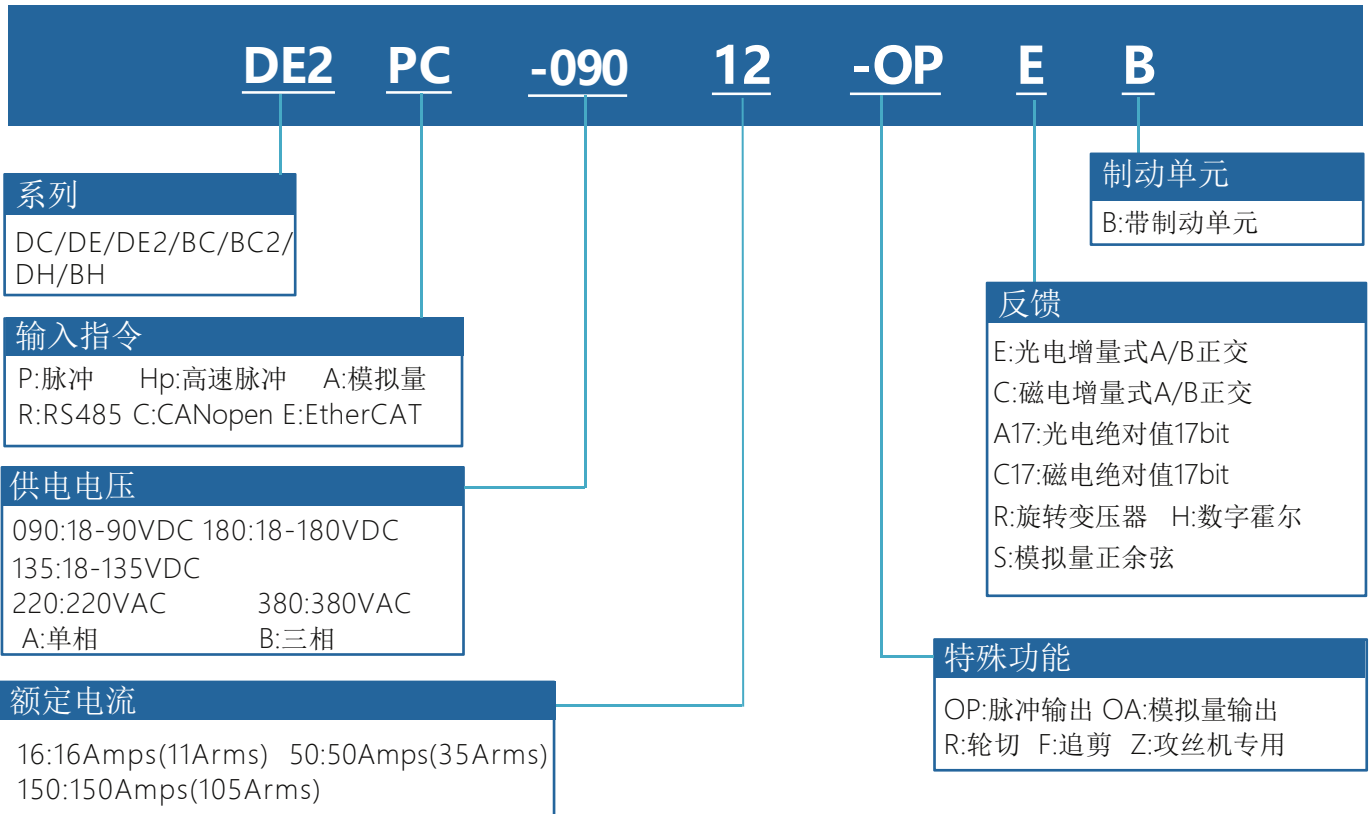 DE2 PC -090 12 -OP E B
系列
DC/DE/DE2/BC/BC2/
DH/BH
输入指令
P:脉冲 Hp:高速脉冲 A:模拟量
R:RS485 C:CANopen E:EtherCAT
供电电压
090:18-90VDC 180:18-180VDC
135:18-135VDC
220:220VAC 380:380VAC
A:单相 B:三相
额定电流
16:16Amps(11Arms) 50:50Amps(35Arms)
150:150Amps(105Arms)
制动单元
B:带制动单元
反馈
E:光电增量式A/B正交
C:磁电增量式A/B正交
A17:光电绝对值17bit
C17:磁电绝对值17bit
R:旋转变压器 H:数字霍尔
S:模拟量正余弦
特殊功能
OP:脉冲输出 OA:模拟量输出
R:轮切 F:追剪 Z:攻丝机专用